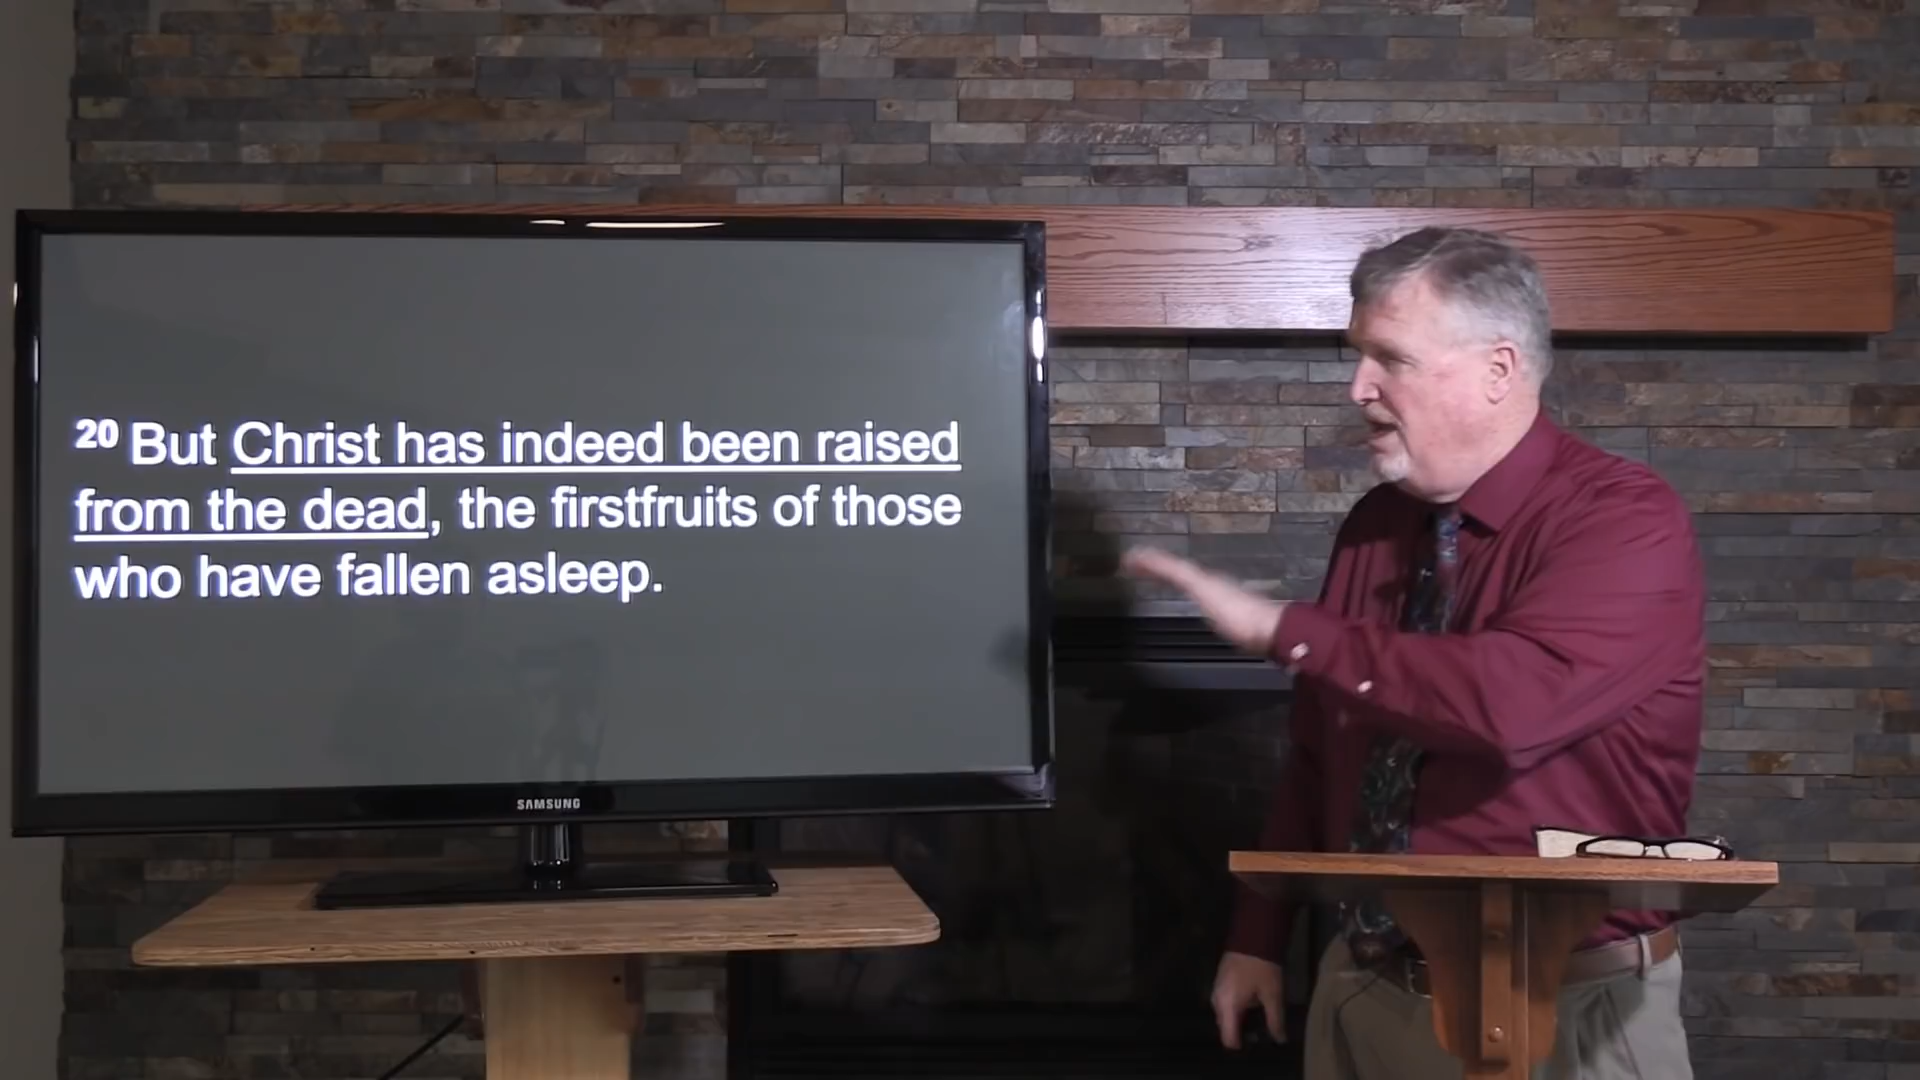 20 But Christ has indeed been raised
from the dead, the firstfruits of those
who have fallen asleep.
SAMSUNG